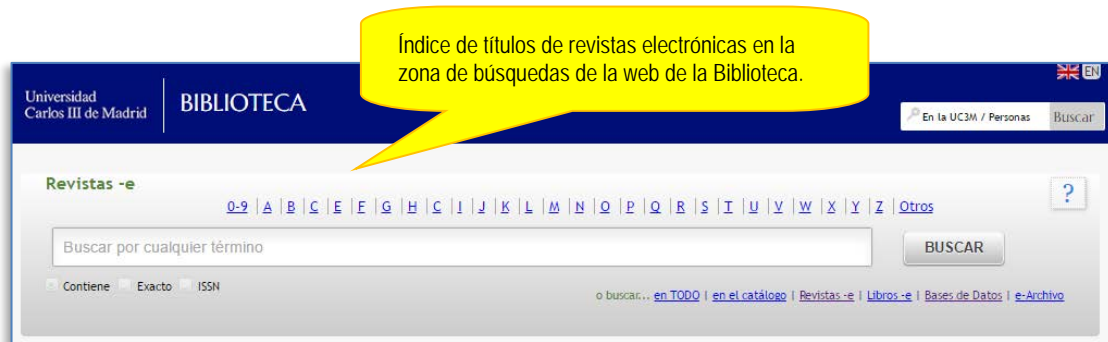 Índice de títulos de revistas electrónicas en la
zona de búsquedas de la web de la Biblioteca.
EN
Universidad
Carlos III de Madrid
BIBLIOTECA
En la UC3M / Personas Buscar
Revistas -e
?
0-9 | A | B | C | E | F | G | H | C | I | J | K | L | M | N | O | P | Q | R | S | T | U | V | W | X | Y | Z | Otros
Buscar por cualquier término BUSCAR
Contiene Exacto ISSN
o buscar... en TODO | en el catálogo | Revistas -e | Libros -e | Bases de Datos | e-Archivo